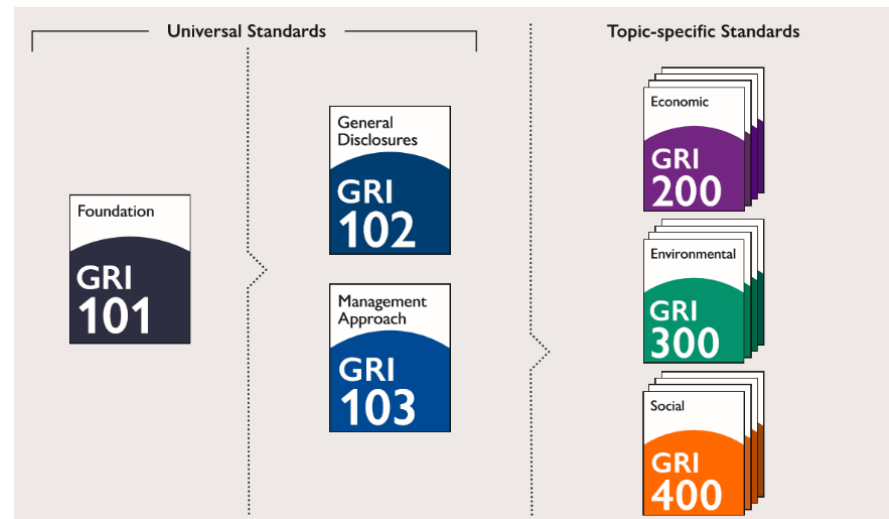 Universal Standards
Topic-specific Standards
Foundation
GRI
101
General
Disclosures
GRI
102
Management
Approach
GRI
103
Economic
GRI
200
Environmental
GRI
300
Social
GRI
400